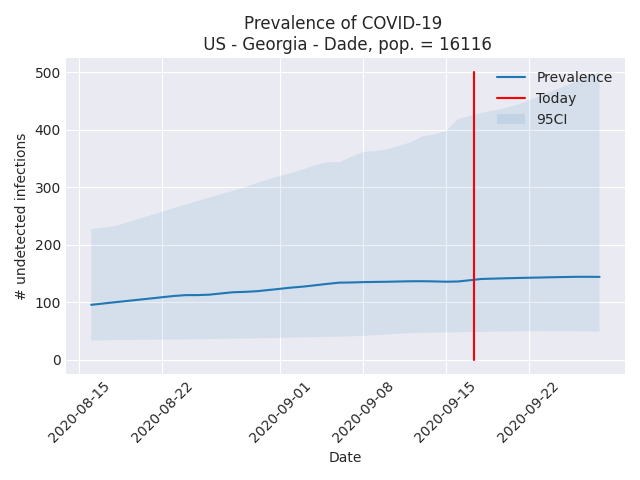 Prevalence of COVID-19
US - Georgia - Dade, pop. = 16116
# undetected infections
500
400
300
200
100
0
Prevalence
Today
95CI
2020-08-15
2020-08-22
2020-09-01
2020-09-08
2020-09-15
2020-09-22
Date